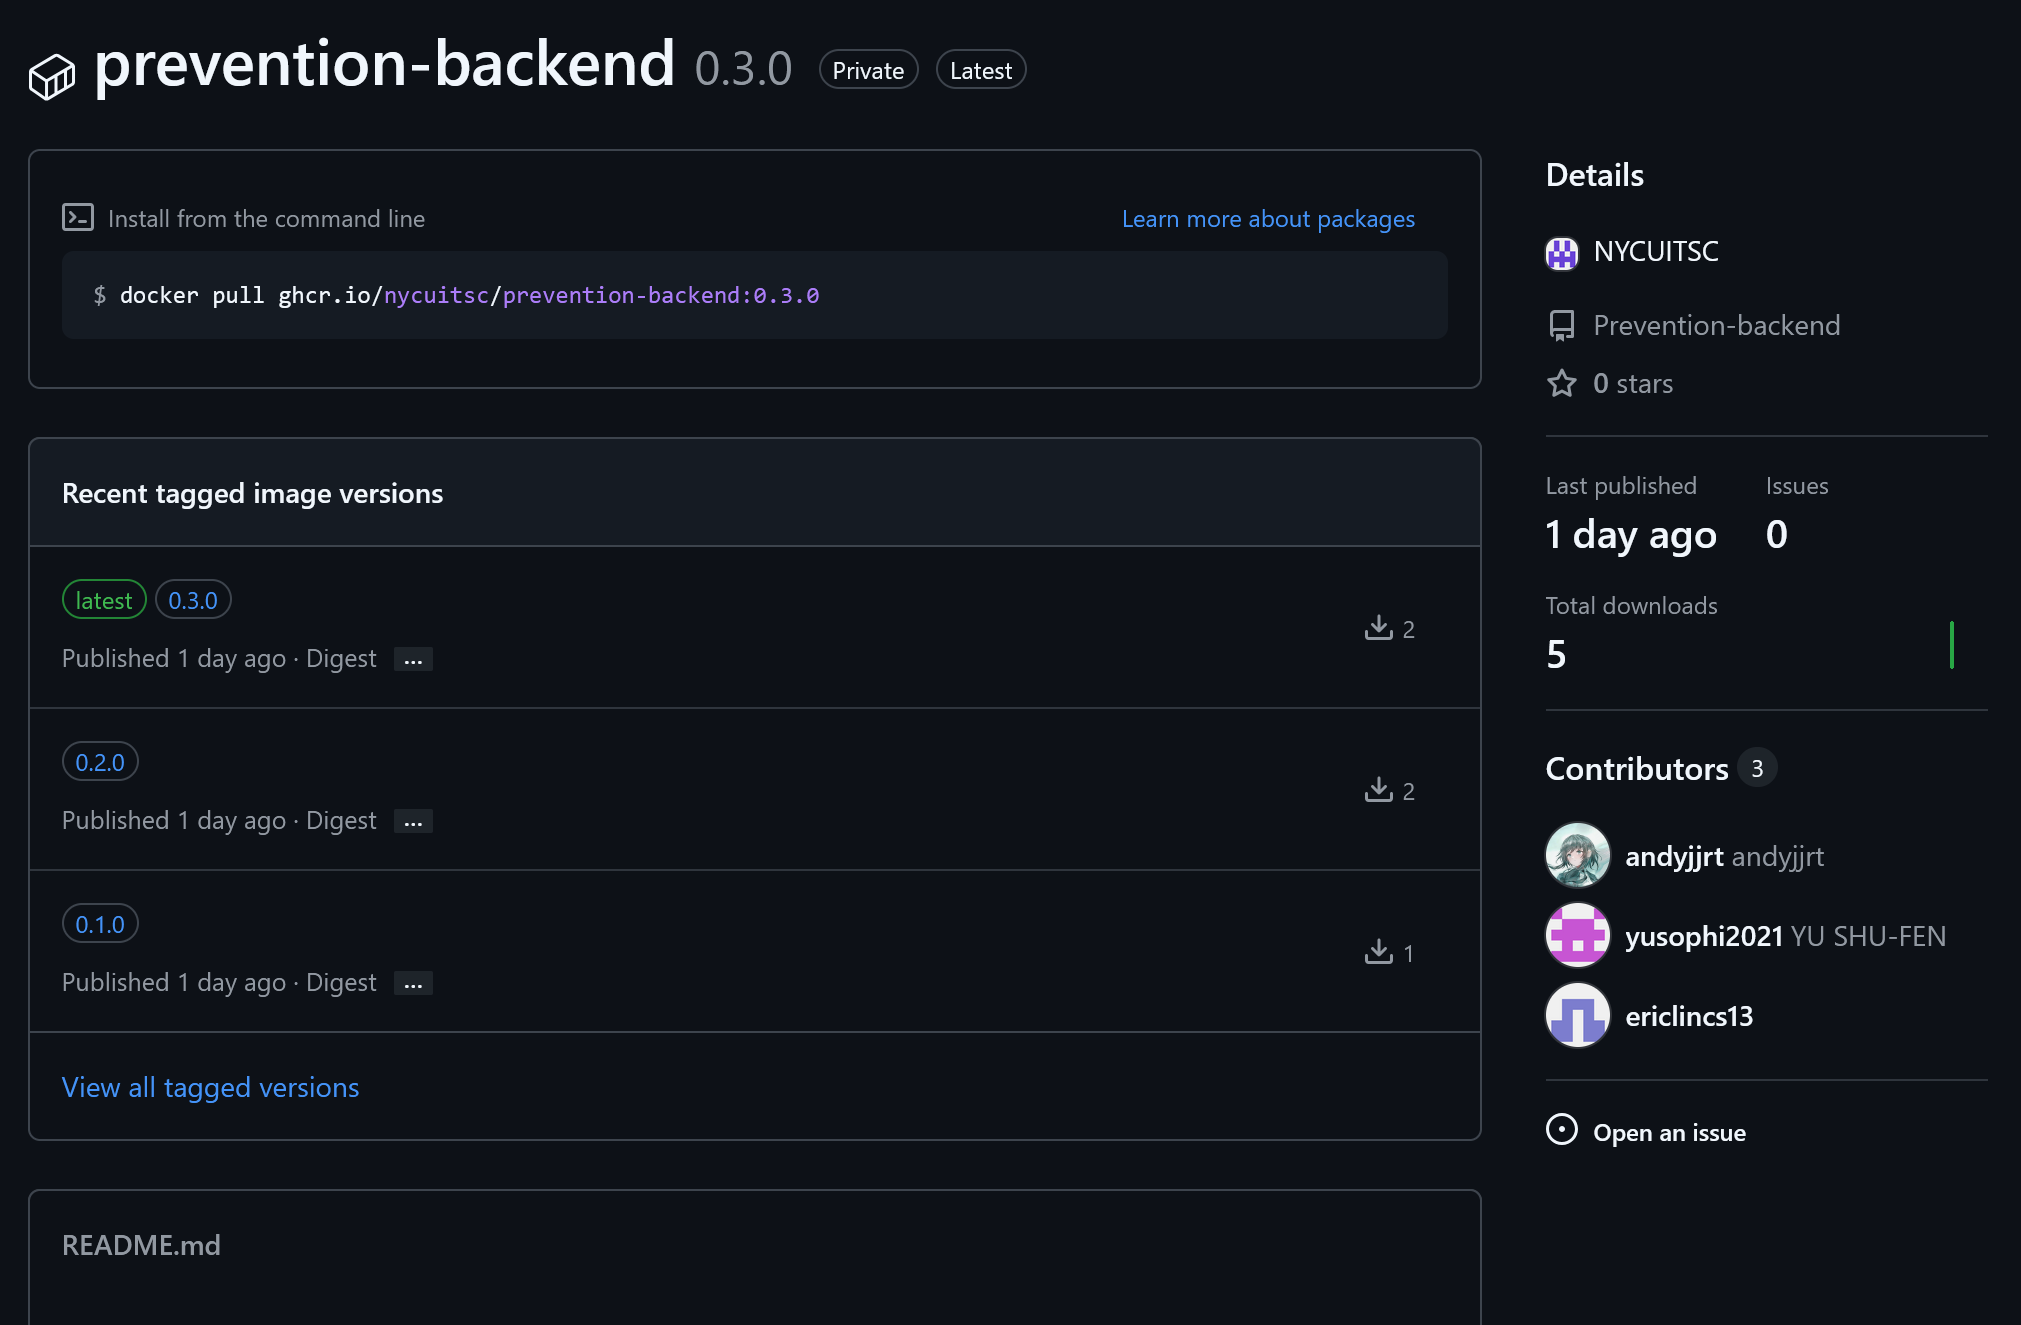 prevention-backend 0.3.0 Private Latest
Install from the command line Learn more about packages
$ docker pull ghcr.io/nycuitsc/prevention-backend:0.3.0
Recent tagged image versions
latest 0.3.0
Published 1 day ago · Digest ...
2
0.2.0
Published 1 day ago · Digest ...
2
0.1.0
Published 1 day ago · Digest ...
1
View all tagged versions
README.md
Details
NYCUITSC
Prevention-backend
0 stars
Last published Issues
1 day ago 0
Total downloads
5
Contributors 3
andyjjrt andyjjrt
yusophi2021 YU SHU-FEN
ericlincs13
Open an issue